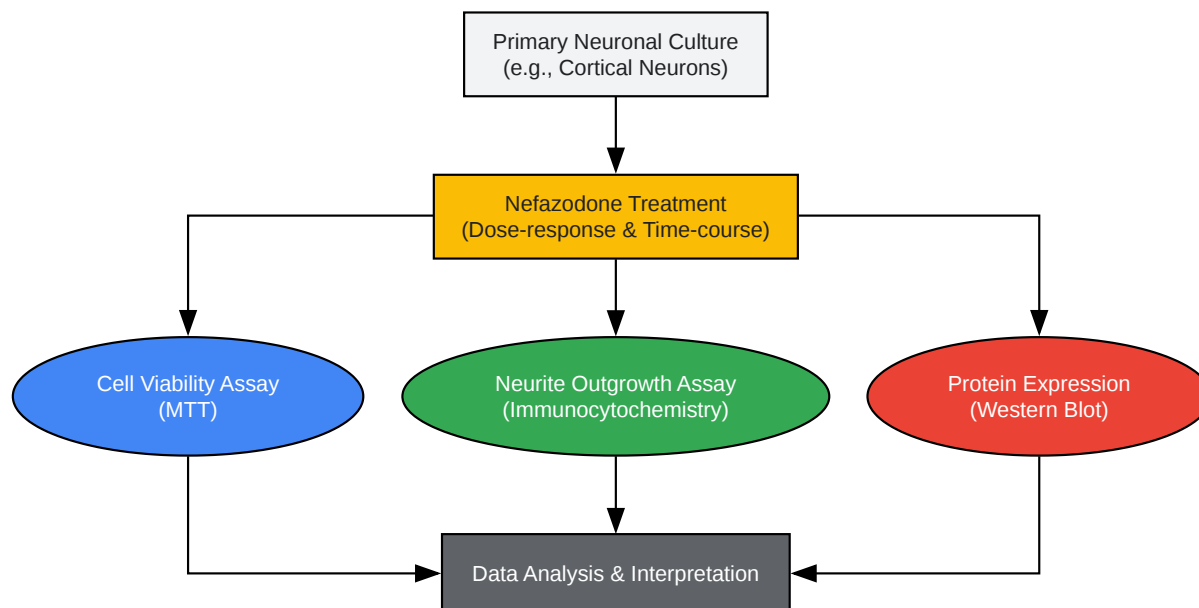 Primary Neuronal Culture
(e.g., Cortical Neurons)
Nefazodone Treatment
(Dose-response & Time-course)
Cell Viability Assay
(MTT)
Neurite Outgrowth Assay
(Immunocytochemistry)
Protein Expression
(Western Blot)
Data Analysis & Interpretation